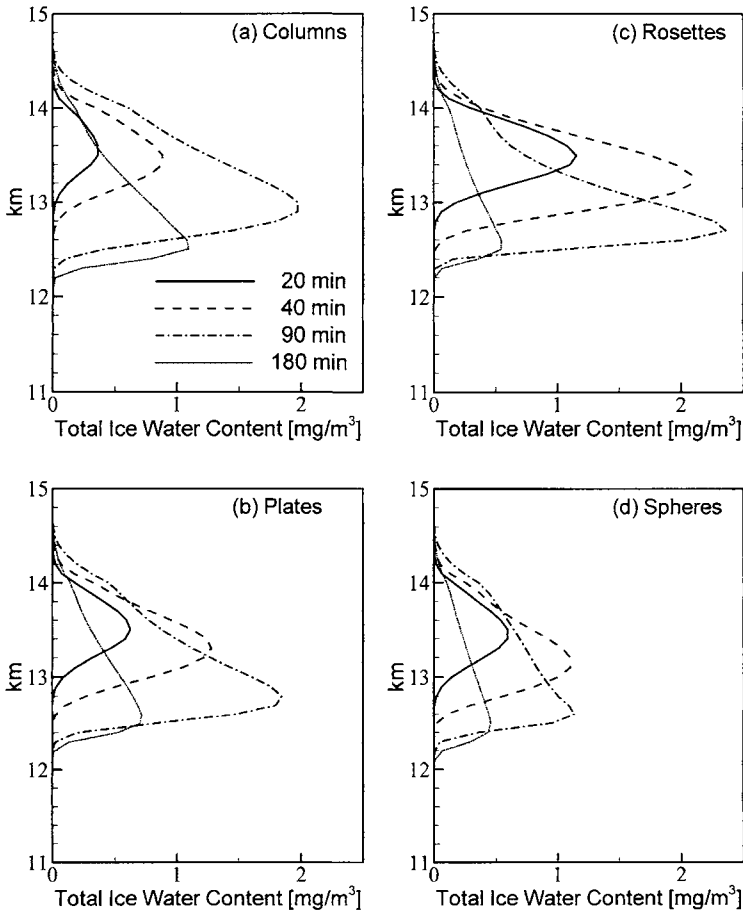 15
14
13
12
11
km
(a) Columns
20 min
40 min
90 min
180 min
0
1
2
Total Ice Water Content [mg/m³]
15
14
13
12
11
km
(c) Rosettes
0
1
2
Total Ice Water Content [mg/m³]
15
14
13
12
11
km
(b) Plates
0
1
2
Total Ice Water Content [mg/m³]
15
14
13
12
11
km
(d) Spheres
0
1
2
Total Ice Water Content [mg/m³]